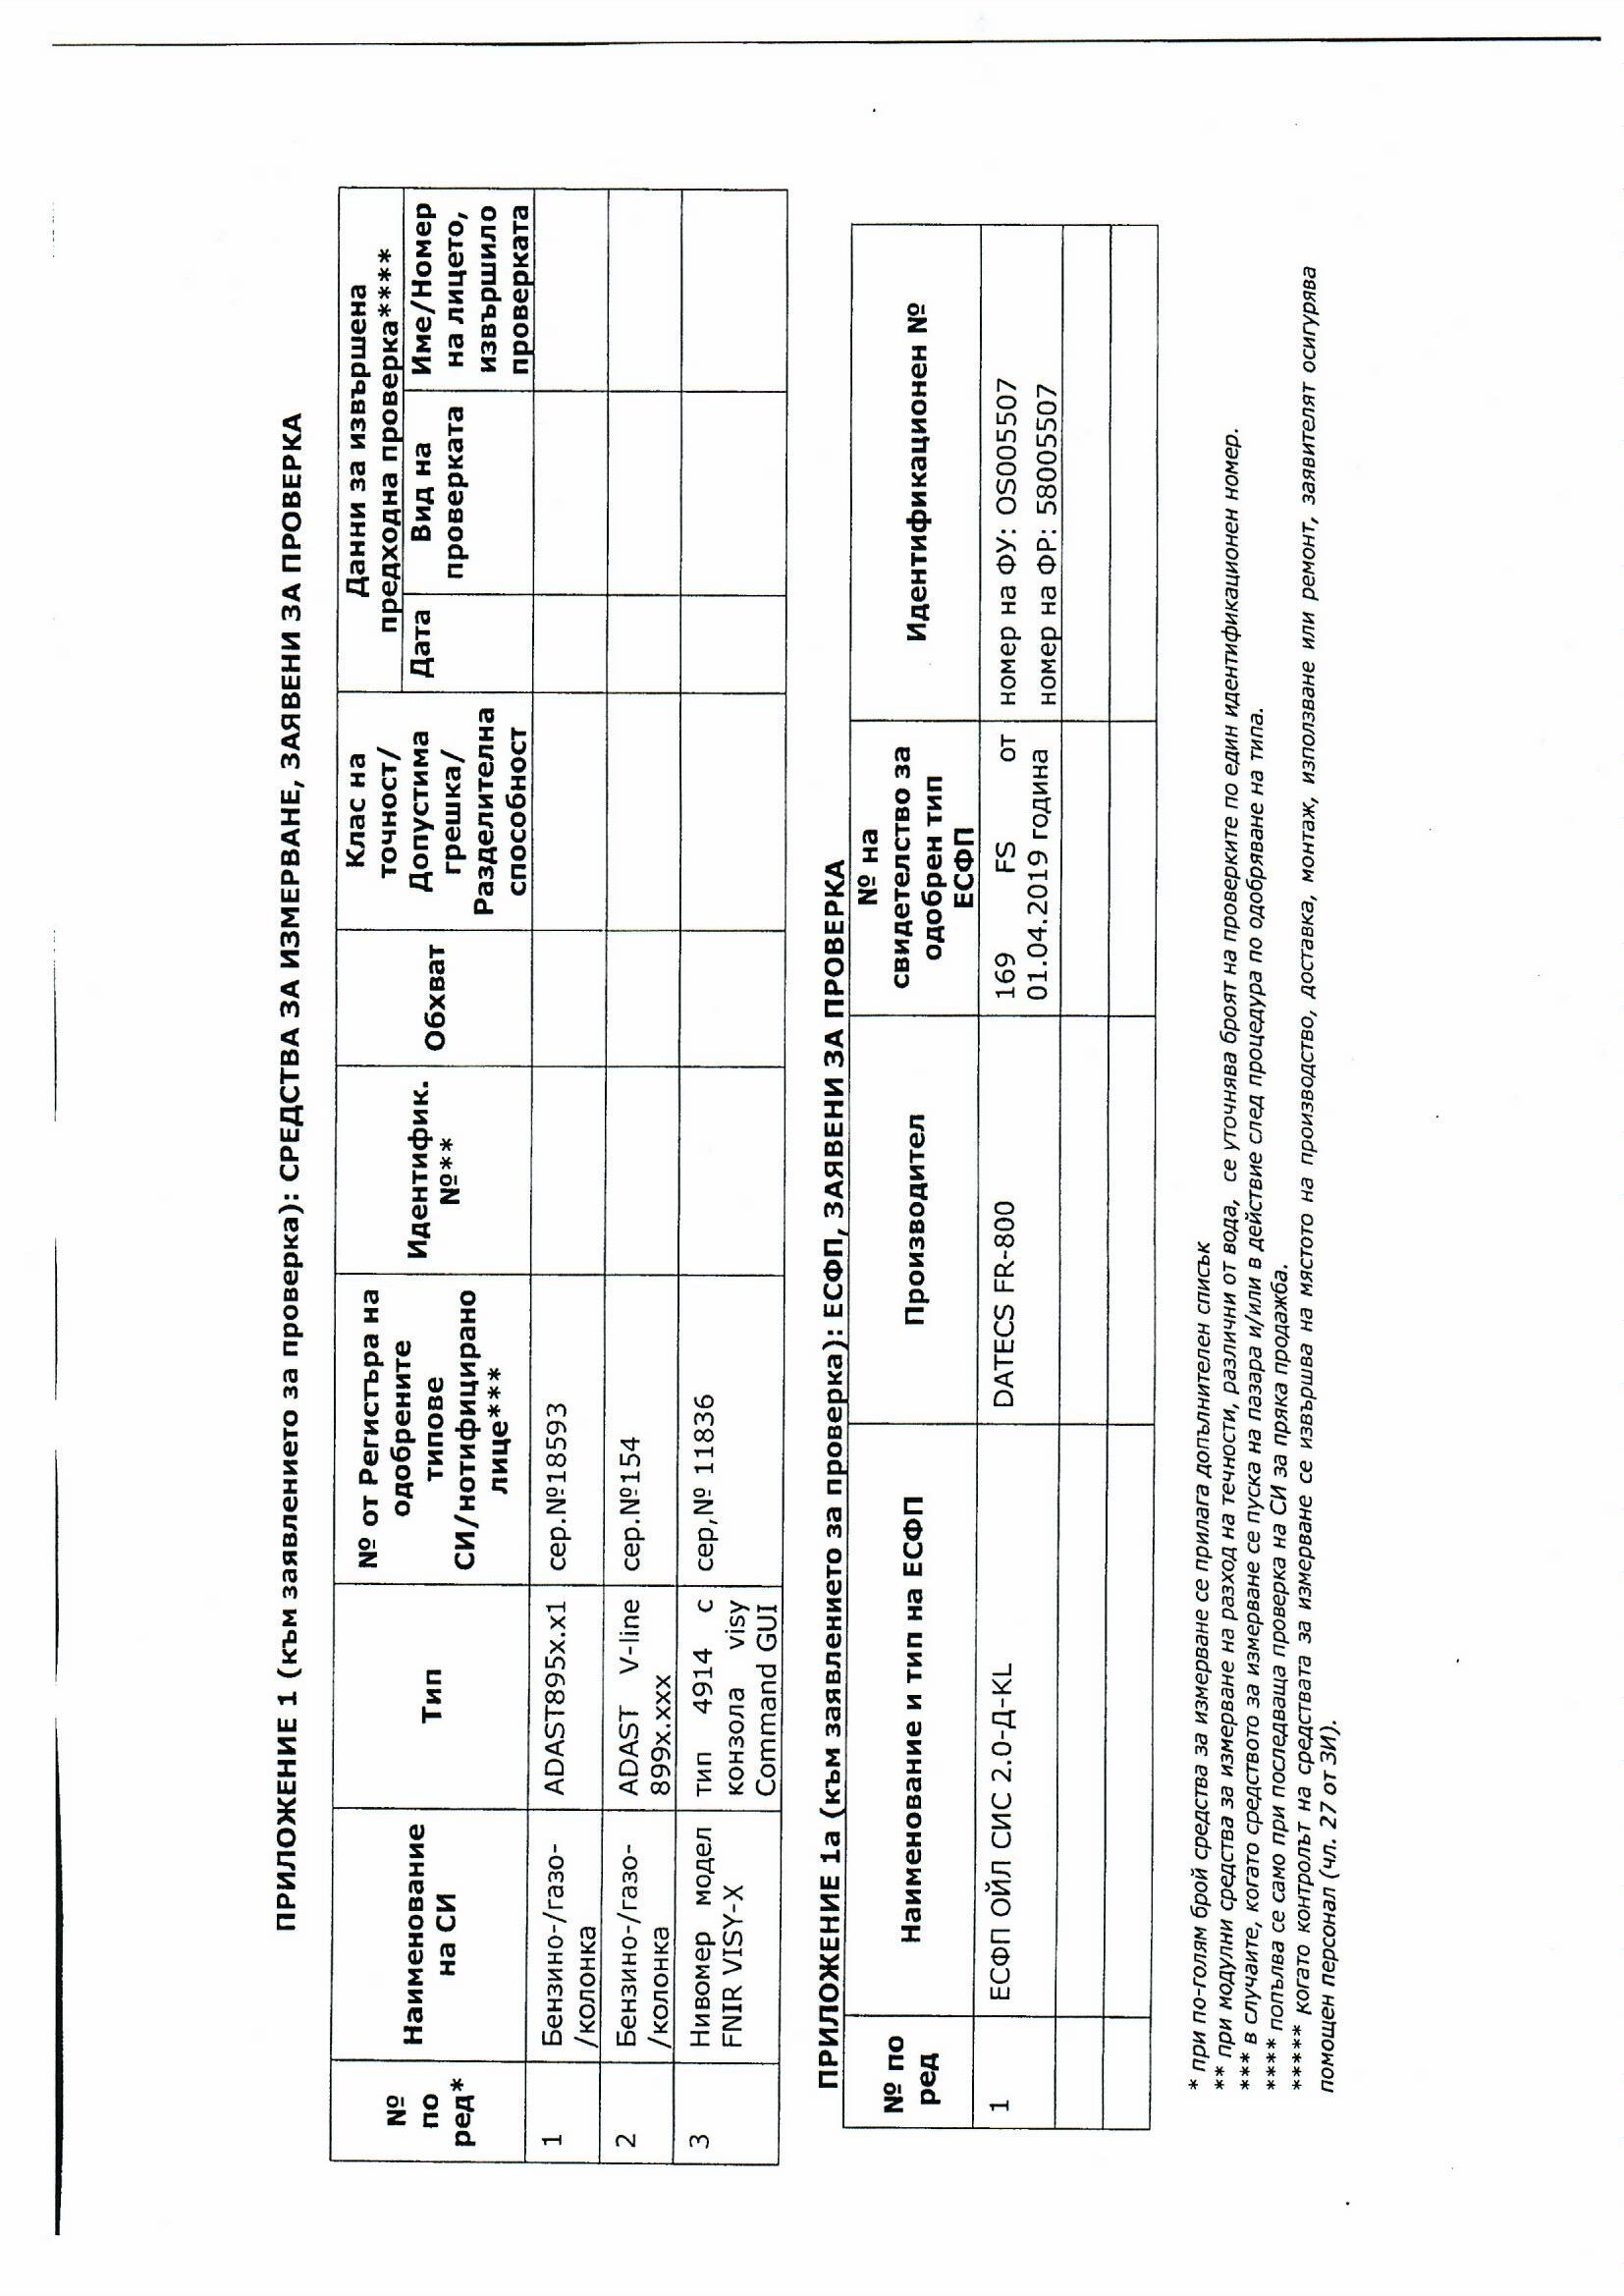 ПРИЛОЖЕНИЕ 1 (към заявлението за проверка): СРЕДСТВА ЗА ИЗМЕРВАНЕ, ЗАЯВЕНИ ЗА ПРОВЕРКА
№
по
ред*
Наименование
на СИ
Тип
№ от Регистъра на
одобрените
типове
СИ/нотифицирано
лице***
Идентифик.
№**
Обхват
Клас на
точност/
Допустима
грешка/
Разделителна
способност
Данни за извършена
предходна проверка****
Дата
Вид на
проверката
Име/Номер
на лицето,
извършило
проверката
1
Бензино-/газо-
/колонка
ADAST895x.x1
сер.№18593
2
Бензино-/газо-
/колонка
ADAST V-line
899x.xxx
сер.№154
3
Нивомер модел
FNIR VISY-X
тип 4914 с
конзола visy
Command GUI
сер,№ 11836
ПРИЛОЖЕНИЕ 1а (към заявлението за проверка): ЕСФП, ЗАЯВЕНИ ЗА ПРОВЕРКА
№ по
ред
Наименование и тип на ЕСФП
Производител
№ на
свидетелство за
одобрен тип
ЕСФП
Идентификационен №
1
ЕСФП ОЙЛ СИС 2.0-Д-KL
DATECS FR-800
169 FS от
01.04.2019 година
номер на ФУ: OS005507
номер на ФР: 58005507
* при по-голям брой средства за измерване се прилага допълнителен списък
** при модулни средства за измерване на разход на течности, различни от вода, се уточнява броят на проверките по един идентификационен номер.
*** в случаите, когато средството за измерване се пуска на пазара и/или в действие след процедура по одобряване на типа.
**** попълва се само при последваща проверка на СИ за пряка продажба.
***** когато контролът на средствата за измерване се извършва на мястото на производство, доставка, монтаж, използване или ремонт, заявителят осигурява
помощен персонал (чл. 27 от ЗИ).